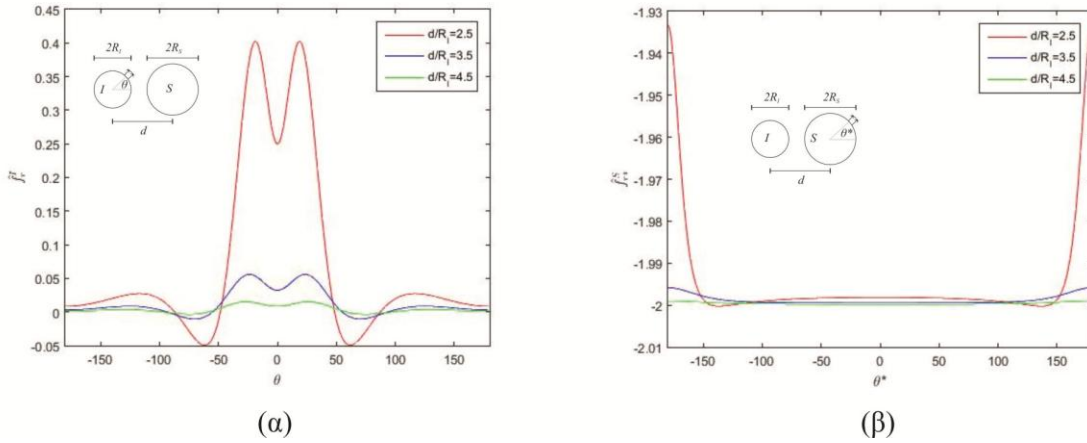 0.45
0.4
0.35
0.3
0.25
0.2
0.15
0.1
0.05
0
-0.05
-150 -100 -50 0 50 100 150
θ
d/R_I=2.5
d/R_I=3.5
d/R_I=4.5
2R_I 2R_S
I θ S
d
(α)
-1.93
-1.94
-1.95
-1.96
-1.97
-1.98
-1.99
-2
-2.01
-150 -100 -50 0 50 100 150
θ*
d/R_I=2.5
d/R_I=3.5
d/R_I=4.5
2R_I 2R_S
I S θ*
d
(β)